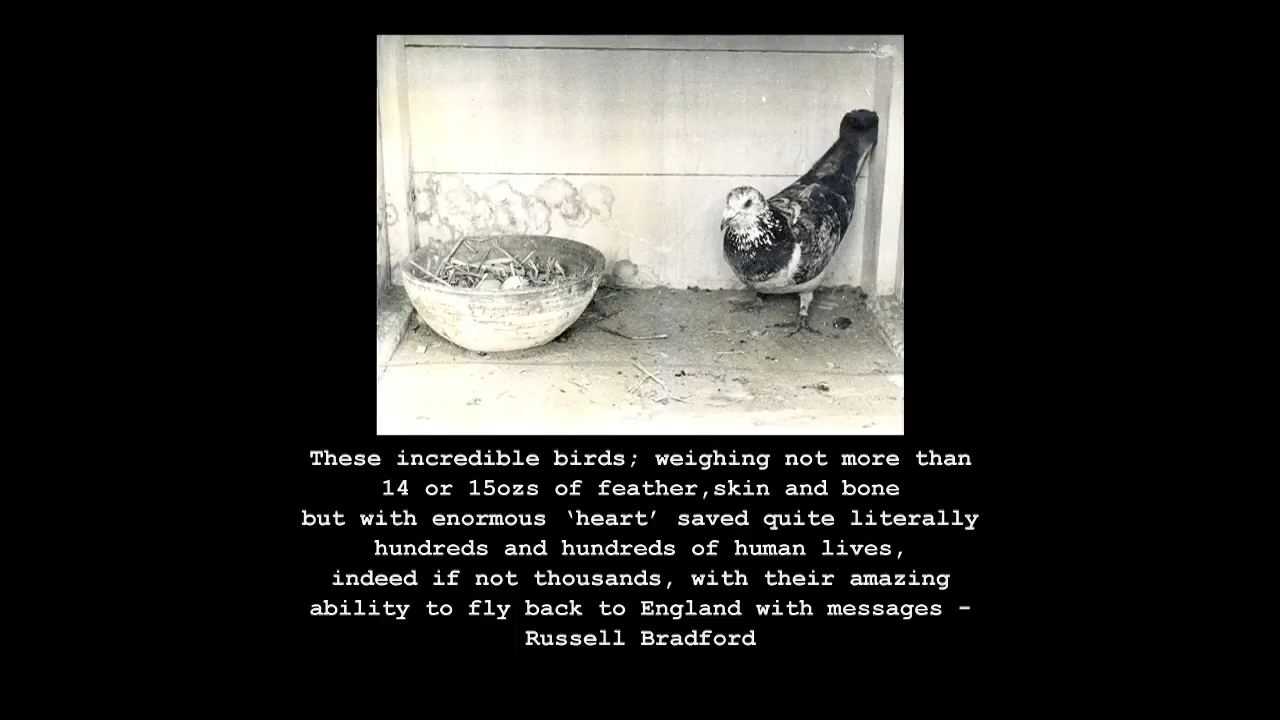 These incredible birds; weighing not more than
14 or 15ozs of feather,skin and bone
but with enormous ‘heart’ saved quite literally
hundreds and hundreds of human lives,
indeed if not thousands, with their amazing
ability to fly back to England with messages –
Russell Bradford